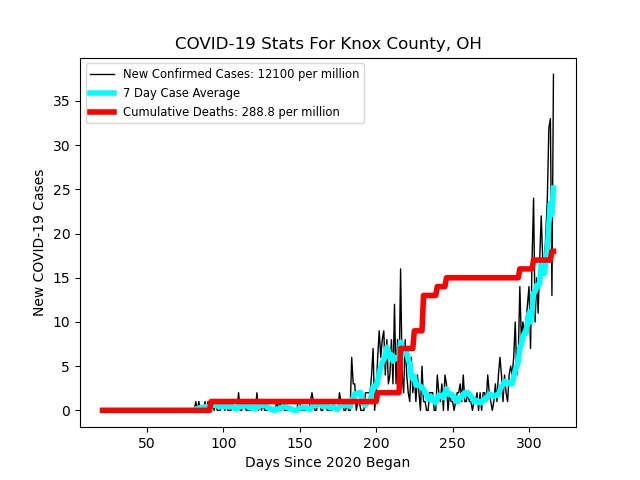 COVID-19 Stats For Knox County, OH
New Confirmed Cases: 12100 per million
7 Day Case Average
Cumulative Deaths: 288.8 per million
New COVID-19 Cases
35
30
25
20
15
10
5
0
50
100
150
200
250
300
Days Since 2020 Began